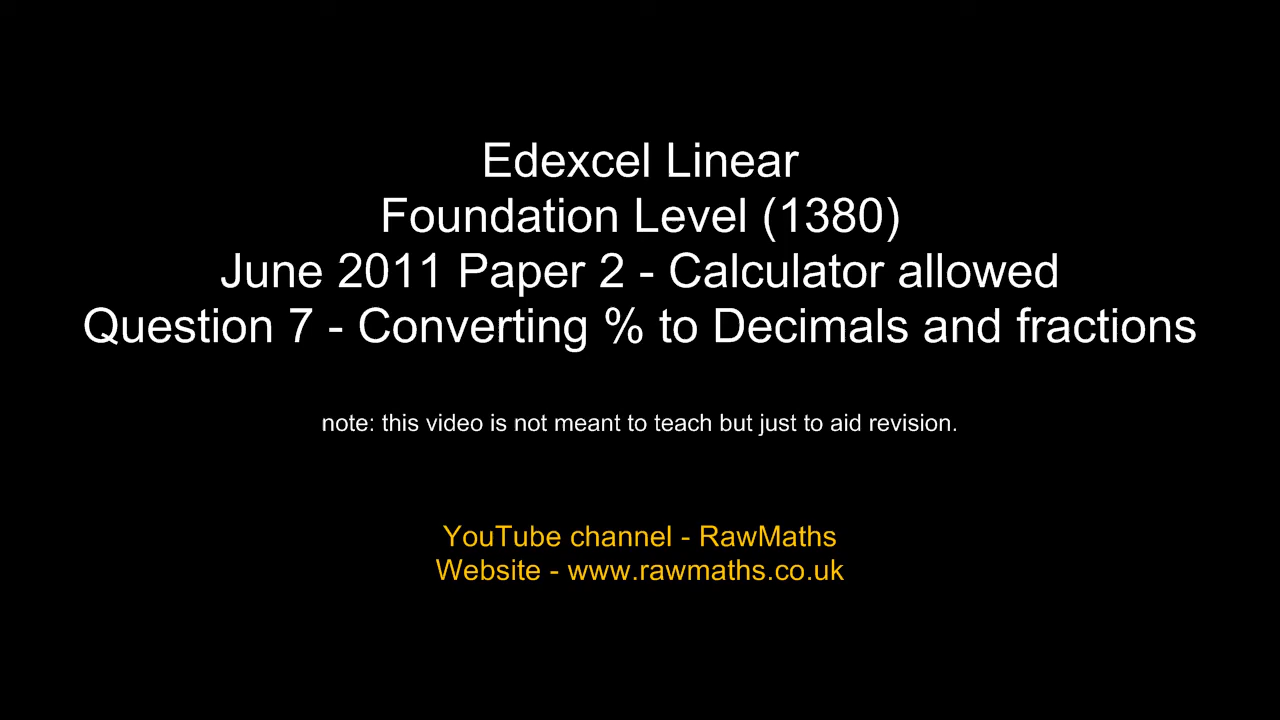 Edexcel Linear
Foundation Level (1380)
June 2011 Paper 2 - Calculator allowed
Question 7 - Converting % to Decimals and fractions
note: this video is not meant to teach but just to aid revision.
YouTube channel - RawMaths
Website - www.rawmaths.co.uk